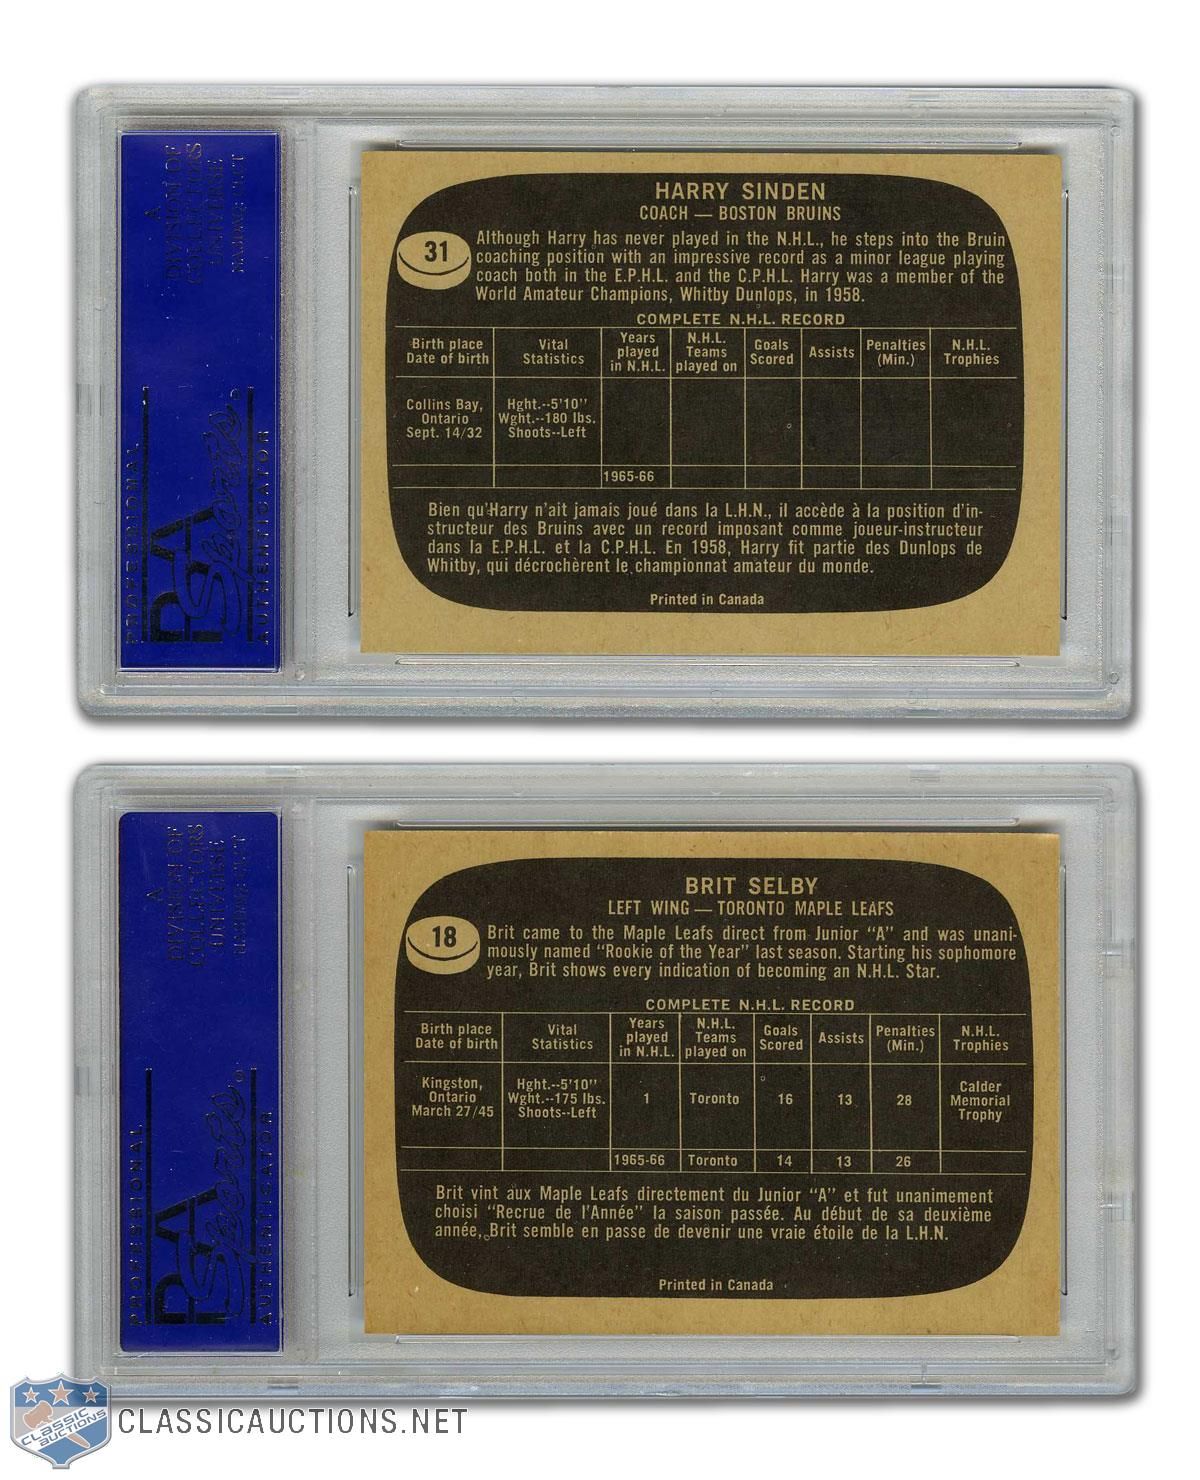 A
DIVISION OF
COLLECTORS
UNIVERSE
NASDAQ: CLCT
PROFESSIONAL
PSA
Sports
AUTHENTICATOR
HARRY SINDEN
COACH — BOSTON BRUINS
31
Although Harry has never played in the N.H.L., he steps into the Bruin
coaching position with an impressive record as a minor league playing
coach both in the E.P.H.L. and the C.P.H.L. Harry was a member of the
World Amateur Champions, Whitby Dunlops, in 1958.
COMPLETE N.H.L. RECORD
Birth place
Date of birth
Vital
Statistics
Years
played
in N.H.L.
N.H.L.
Teams
played on
Goals
Scored
Assists
Penalties
(Min.)
N.H.L.
Trophies
Collins Bay,
Ontario
Sept. 14/32
Hght.--5'10"
Wght.--180 lbs.
Shoots--Left
1965-66
Bien qu'Harry n'ait jamais joué dans la L.H.N., il accède à la position d'in-
structeur des Bruins avec un record imposant comme joueur-instructeur
dans la E.P.H.L. et la C.P.H.L. En 1958, Harry fit partie des Dunlops de
Whitby, qui décrochèrent le championnat amateur du monde.
Printed in Canada
A
DIVISION OF
COLLECTORS
UNIVERSE
NASDAQ: CLCT
PROFESSIONAL
PSA
Sports
AUTHENTICATOR
BRIT SELBY
LEFT WING — TORONTO MAPLE LEAFS
18
Brit came to the Maple Leafs direct from Junior "A" and was unani-
mously named "Rookie of the Year" last season. Starting his sophomore
year, Brit shows every indication of becoming an N.H.L. Star.
COMPLETE N.H.L. RECORD
Birth place
Date of birth
Vital
Statistics
Years
played
in N.H.L.
N.H.L.
Teams
played on
Goals
Scored
Assists
Penalties
(Min.)
N.H.L.
Trophies
Kingston,
Ontario
March 27/45
Hght.--5'10"
Wght.--175 lbs.
Shoots--Left
1
Toronto
16
13
28
Calder
Memorial
Trophy
1965-66
Toronto
14
13
26
Brit vint aux Maple Leafs directement du Junior "A" et fut unanimement
choisi "Recrue de l'Année" la saison passée. Au début de sa deuxième
année, Brit semble en passe de devenir une vraie étoile de la L.H.N.
Printed in Canada
CLASSIC
AUCTIONS
CLASSICAUCTIONS.NET